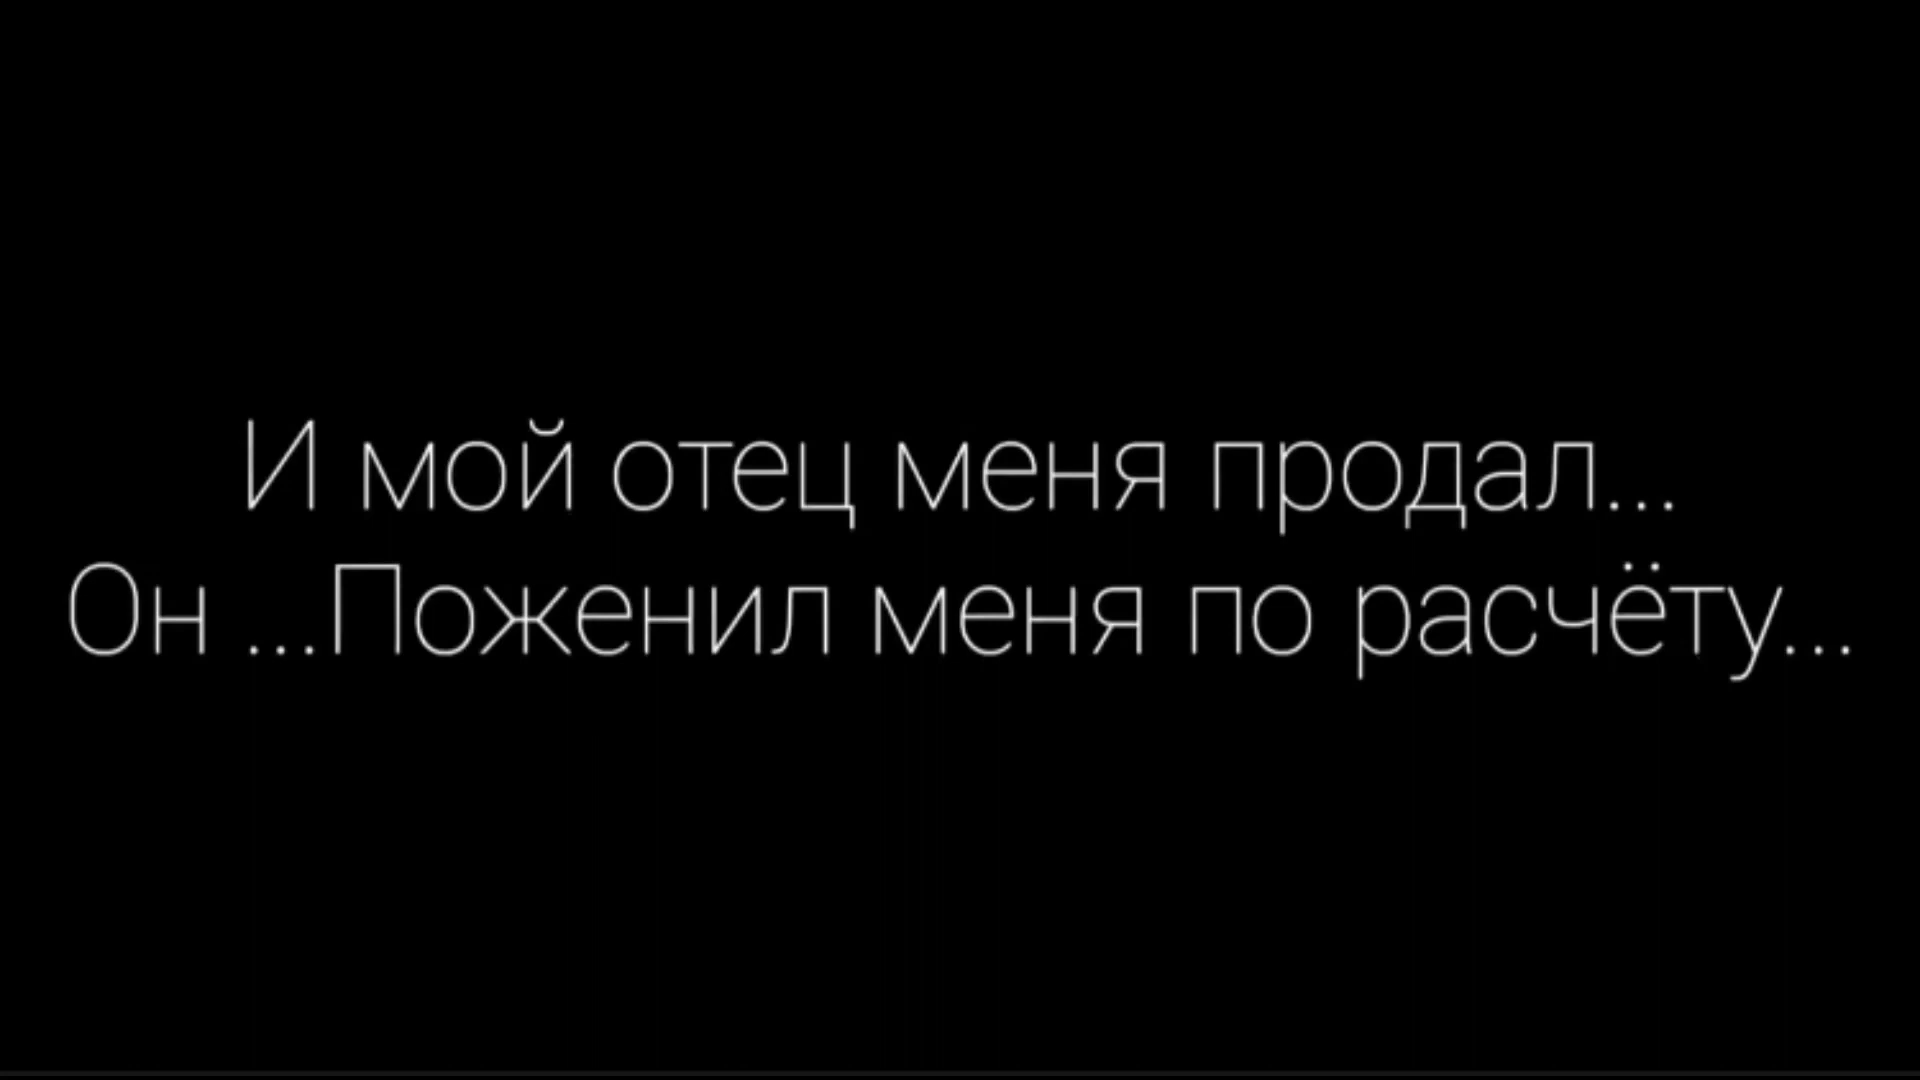 И мой отец меня продал...
Он ...Поженил меня по расчёту...